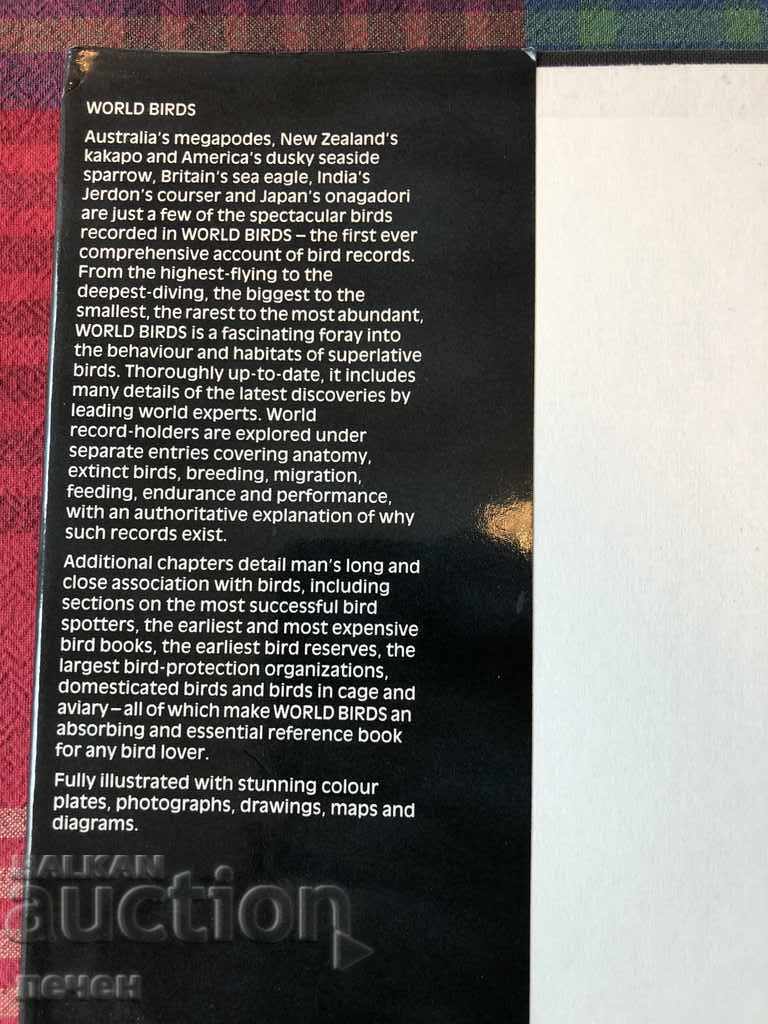 WORLD BIRDS
Australia's megapodes, New Zealand's
kakapo and America's dusky seaside
sparrow, Britain's sea eagle, India's
Jerdon's courser and Japan's onagadori
are just a few of the spectacular birds
recorded in WORLD BIRDS – the first ever
comprehensive account of bird records.
From the highest-flying to the
deepest-diving, the biggest to the
smallest, the rarest to the most abundant,
WORLD BIRDS is a fascinating foray into
the behaviour and habitats of superlative
birds. Thoroughly up-to-date, it includes
many details of the latest discoveries by
leading world experts. World
record-holders are explored under
separate entries covering anatomy,
extinct birds, breeding, migration,
feeding, endurance and performance,
with an authoritative explanation of why
such records exist.
Additional chapters detail man's long and
close association with birds, including
sections on the most successful bird
spotters, the earliest and most expensive
bird books, the earliest bird reserves, the
largest bird-protection organizations,
domesticated birds and birds in cage and
aviary – all of which make WORLD BIRDS an
absorbing and essential reference book
for any bird lover.
Fully illustrated with stunning colour
plates, photographs, drawings, maps and
diagrams.
BALKAN
auction
печен